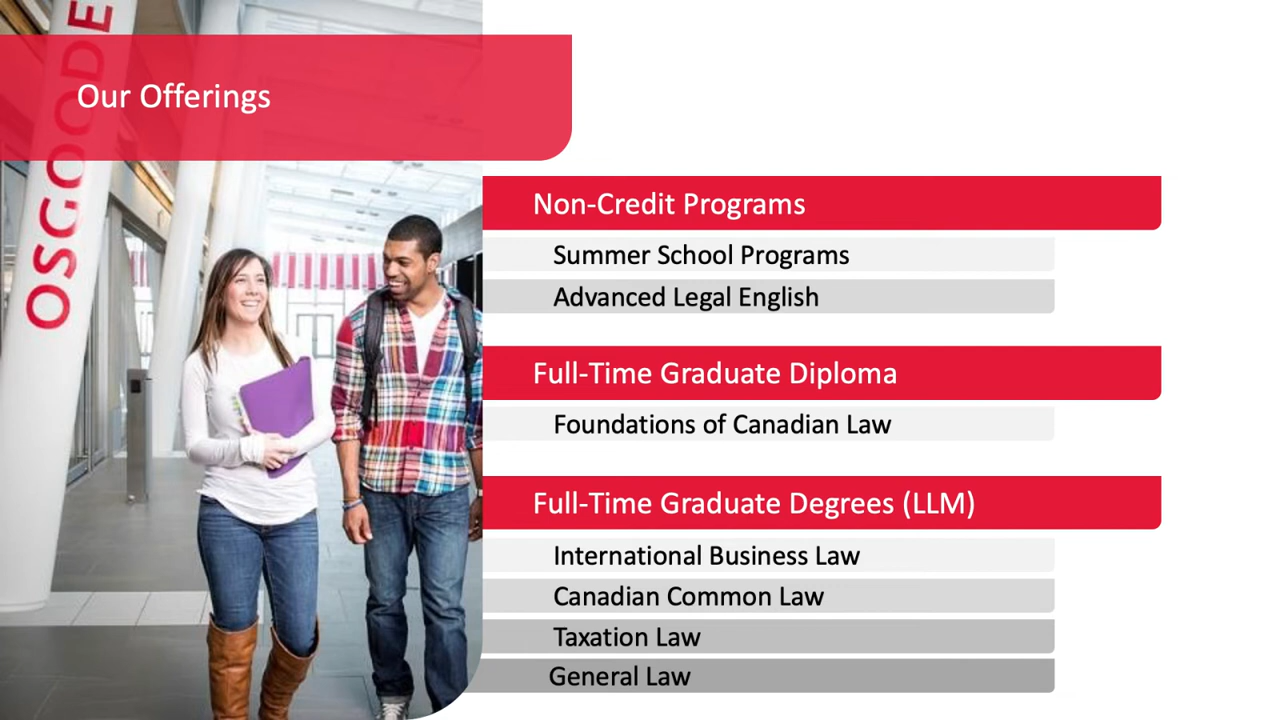 OSGOODE
Our Offerings
Non-Credit Programs
Summer School Programs
Advanced Legal English
Full-Time Graduate Diploma
Foundations of Canadian Law
Full-Time Graduate Degrees (LLM)
International Business Law
Canadian Common Law
Taxation Law
General Law